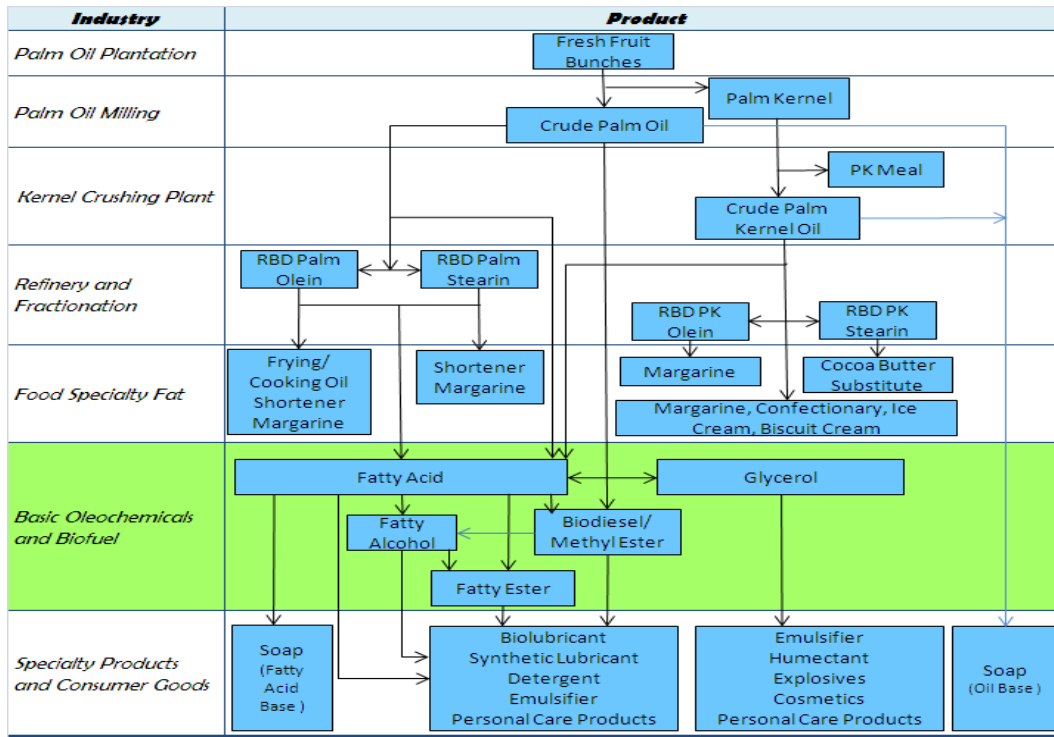 Industry
Product
Palm Oil Plantation
Fresh Fruit
Bunches
Palm Oil Milling
Palm Kernel
Crude Palm Oil
Kernel Crushing Plant
PK Meal
Crude Palm
Kernel Oil
Refinery and
Fractionation
RBD Palm
Olein
RBD Palm
Stearin
RBD PK
Olein
RBD PK
Stearin
Food Specialty Fat
Frying/
Cooking Oil
Shortener
Margarine
Shortener
Margarine
Margarine
Cocoa Butter
Substitute
Margarine, Confectionary, Ice
Cream, Biscuit Cream
Basic Oleochemicals
and Biofuel
Fatty Acid
Glycerol
Fatty
Alcohol
Biodiesel/
Methyl Ester
Fatty Ester
Specialty Products
and Consumer Goods
Soap
(Fatty
Acid
Base )
Biolubricant
Synthetic Lubricant
Detergent
Emulsifier
Personal Care Products
Emulsifier
Humectant
Explosives
Cosmetics
Personal Care Products
Soap
(Oil Base)